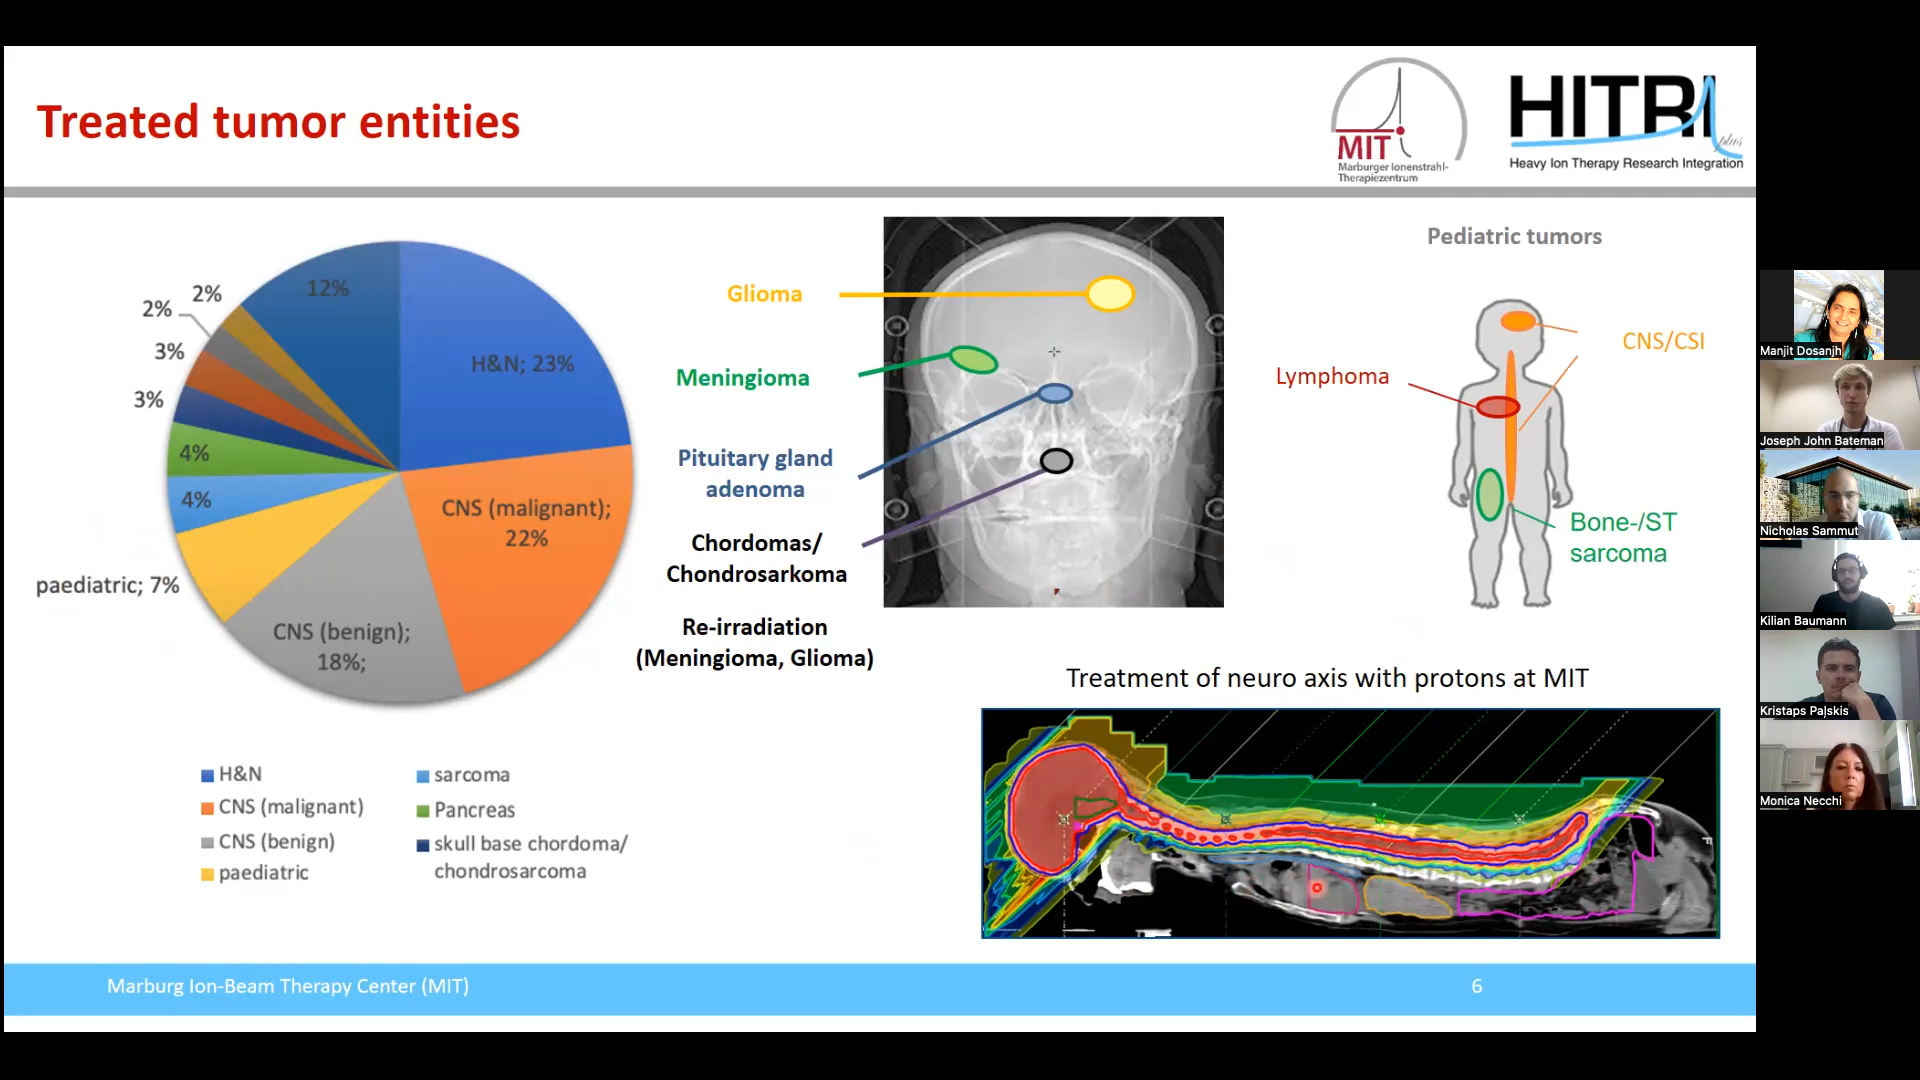 Treated tumor entities
MIT
Marburger Ionenstrahl-
Therapiezentrum
HITRI
plus
Heavy Ion Therapy Research Integration
12%
2%
2%
3%
3%
4%
4%
paediatric; 7%
H&N; 23%
CNS (malignant);
22%
CNS (benign);
18%;
H&N
CNS (malignant)
CNS (benign)
paediatric
sarcoma
Pancreas
skull base chordoma/
chondrosarcoma
Glioma
Meningioma
Pituitary gland
adenoma
Chordomas/
Chondrosarkoma
Re-irradiation
(Meningioma, Glioma)
Pediatric tumors
CNS/CSI
Lymphoma
Bone-/ST
sarcoma
Treatment of neuro axis with protons at MIT
Marburg Ion-Beam Therapy Center (MIT)
6
Manjit Dosanjh
Joseph John Bateman
Nicholas Sammut
Kilian Baumann
Kristaps Paļskis
Monica Necchi